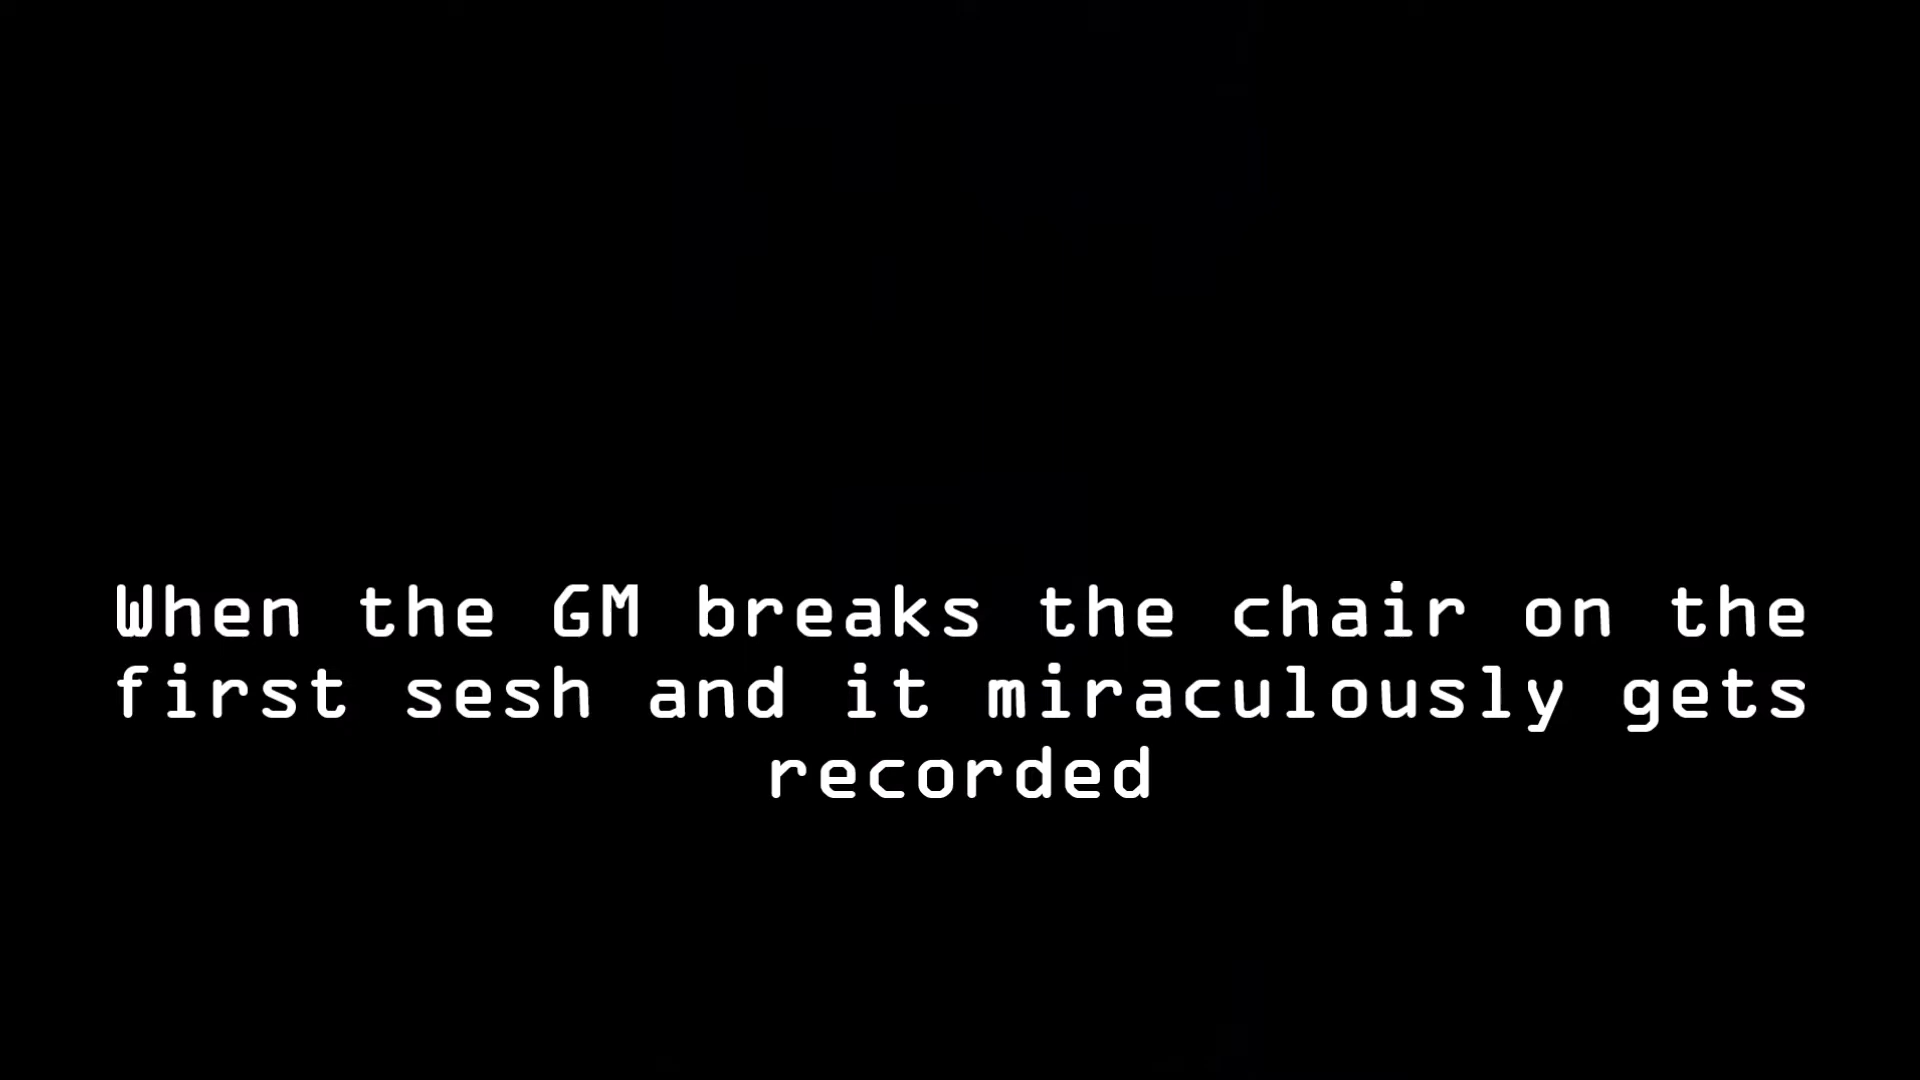 When the GM breaks the chair on the
first sesh and it miraculously gets
recorded